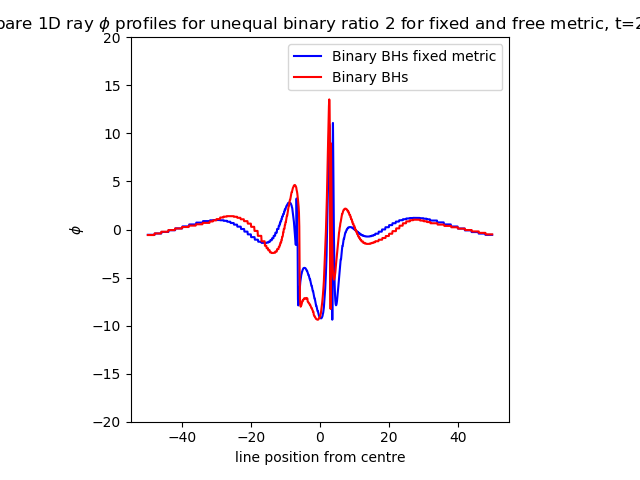 pare 1D ray ϕ profiles for unequal binary ratio 2 for fixed and free metric, t=2
Binary BHs fixed metric
Binary BHs
20
15
10
5
0
−5
−10
−15
−20
ϕ
−40 −20 0 20 40
line position from centre